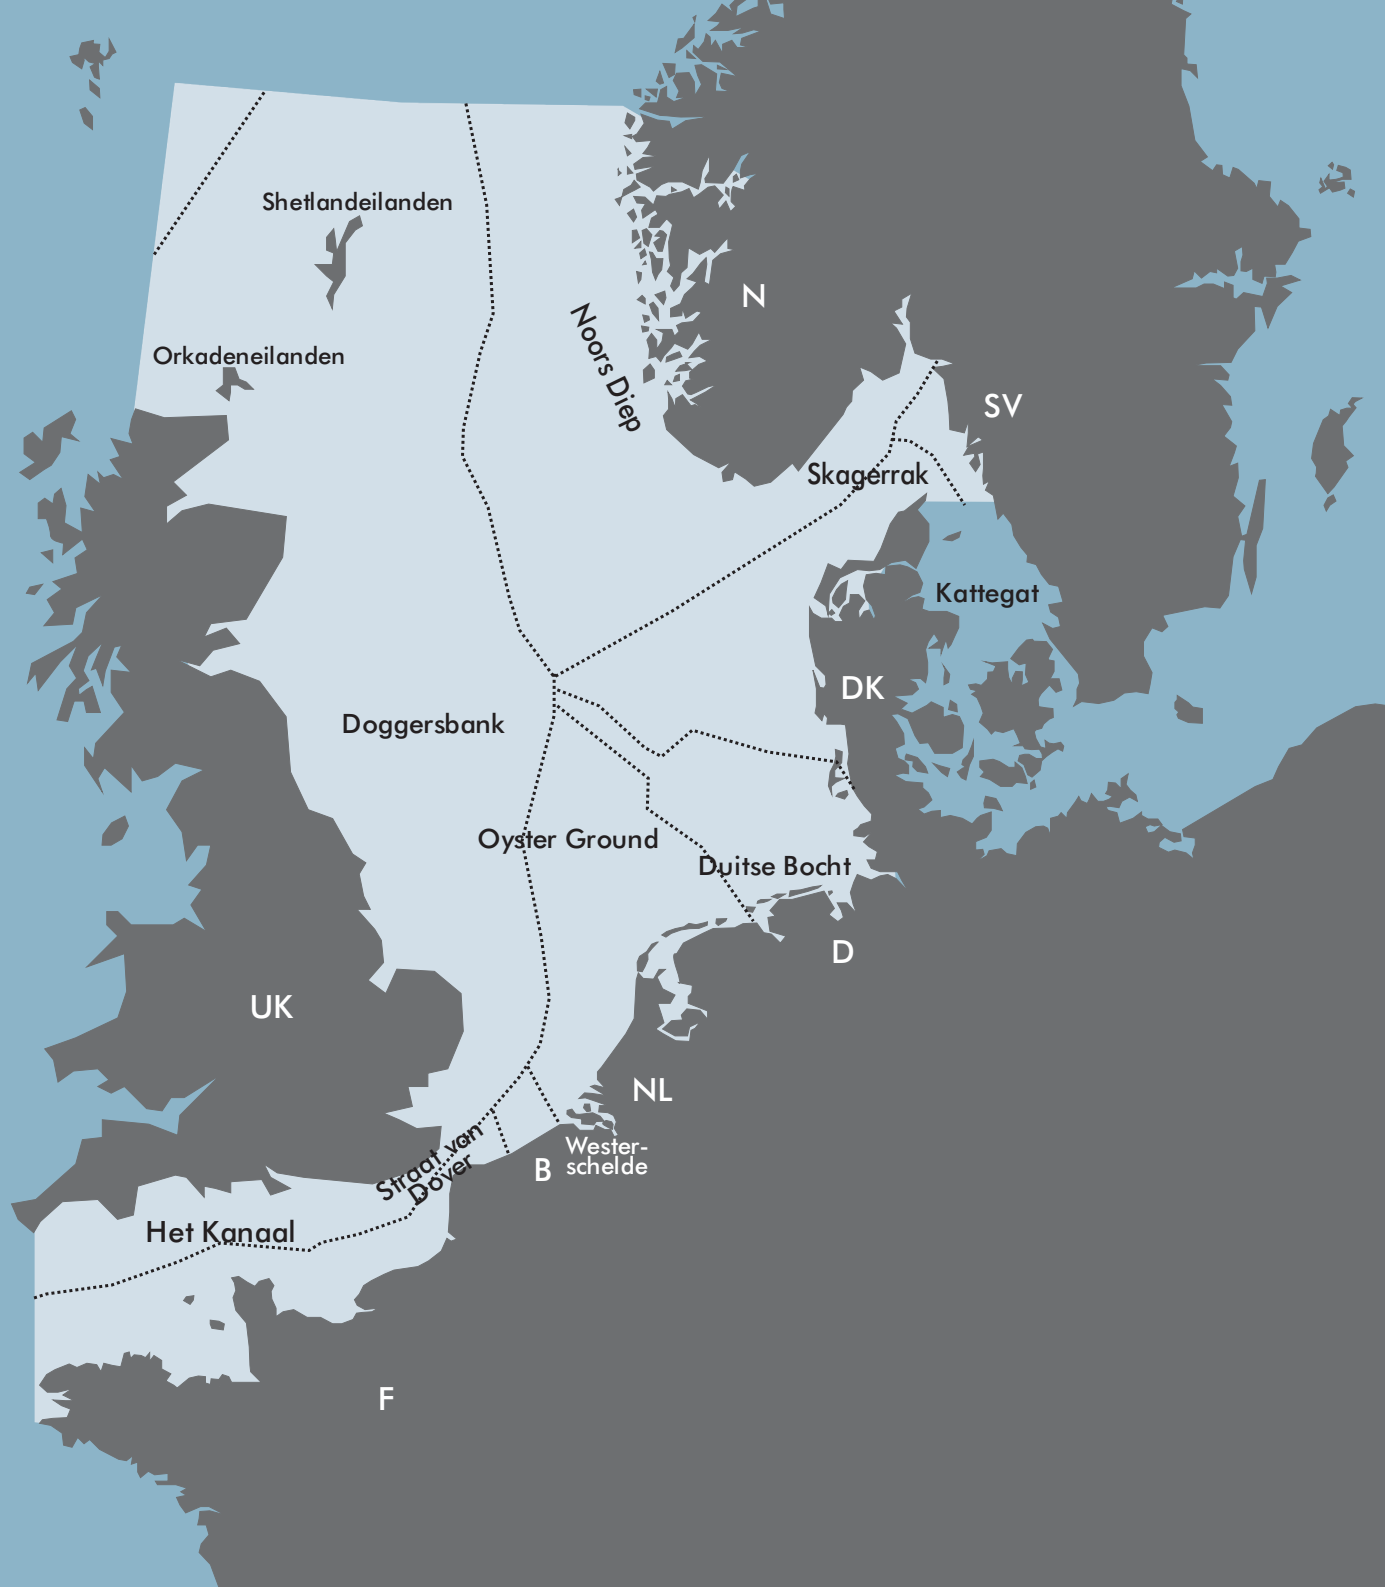 Shetlandeilanden
N
Noors Diep
Orkadeneilanden
SV
Skagerrak
Kattegat
DK
Doggersbank
Oyster Ground
Duitse Bocht
D
UK
NL
Straat van
Dover
Wester-
schelde
B
Het Kanaal
F